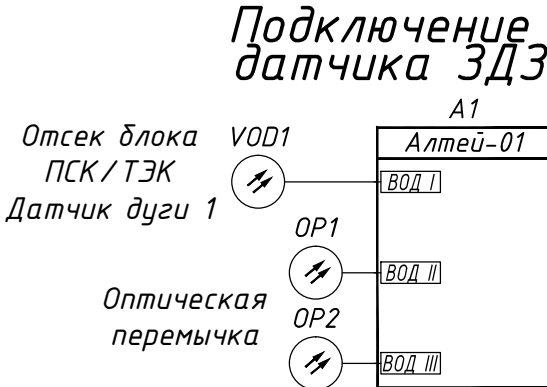 Подключение
датчика ЗДЗ
A1
Алтей-01
Отсек блока
ПСК/ТЭК
Датчик дуги 1
VOD1
ВОД I
OP1
ВОД II
Оптическая
перемычка
OP2
ВОД III